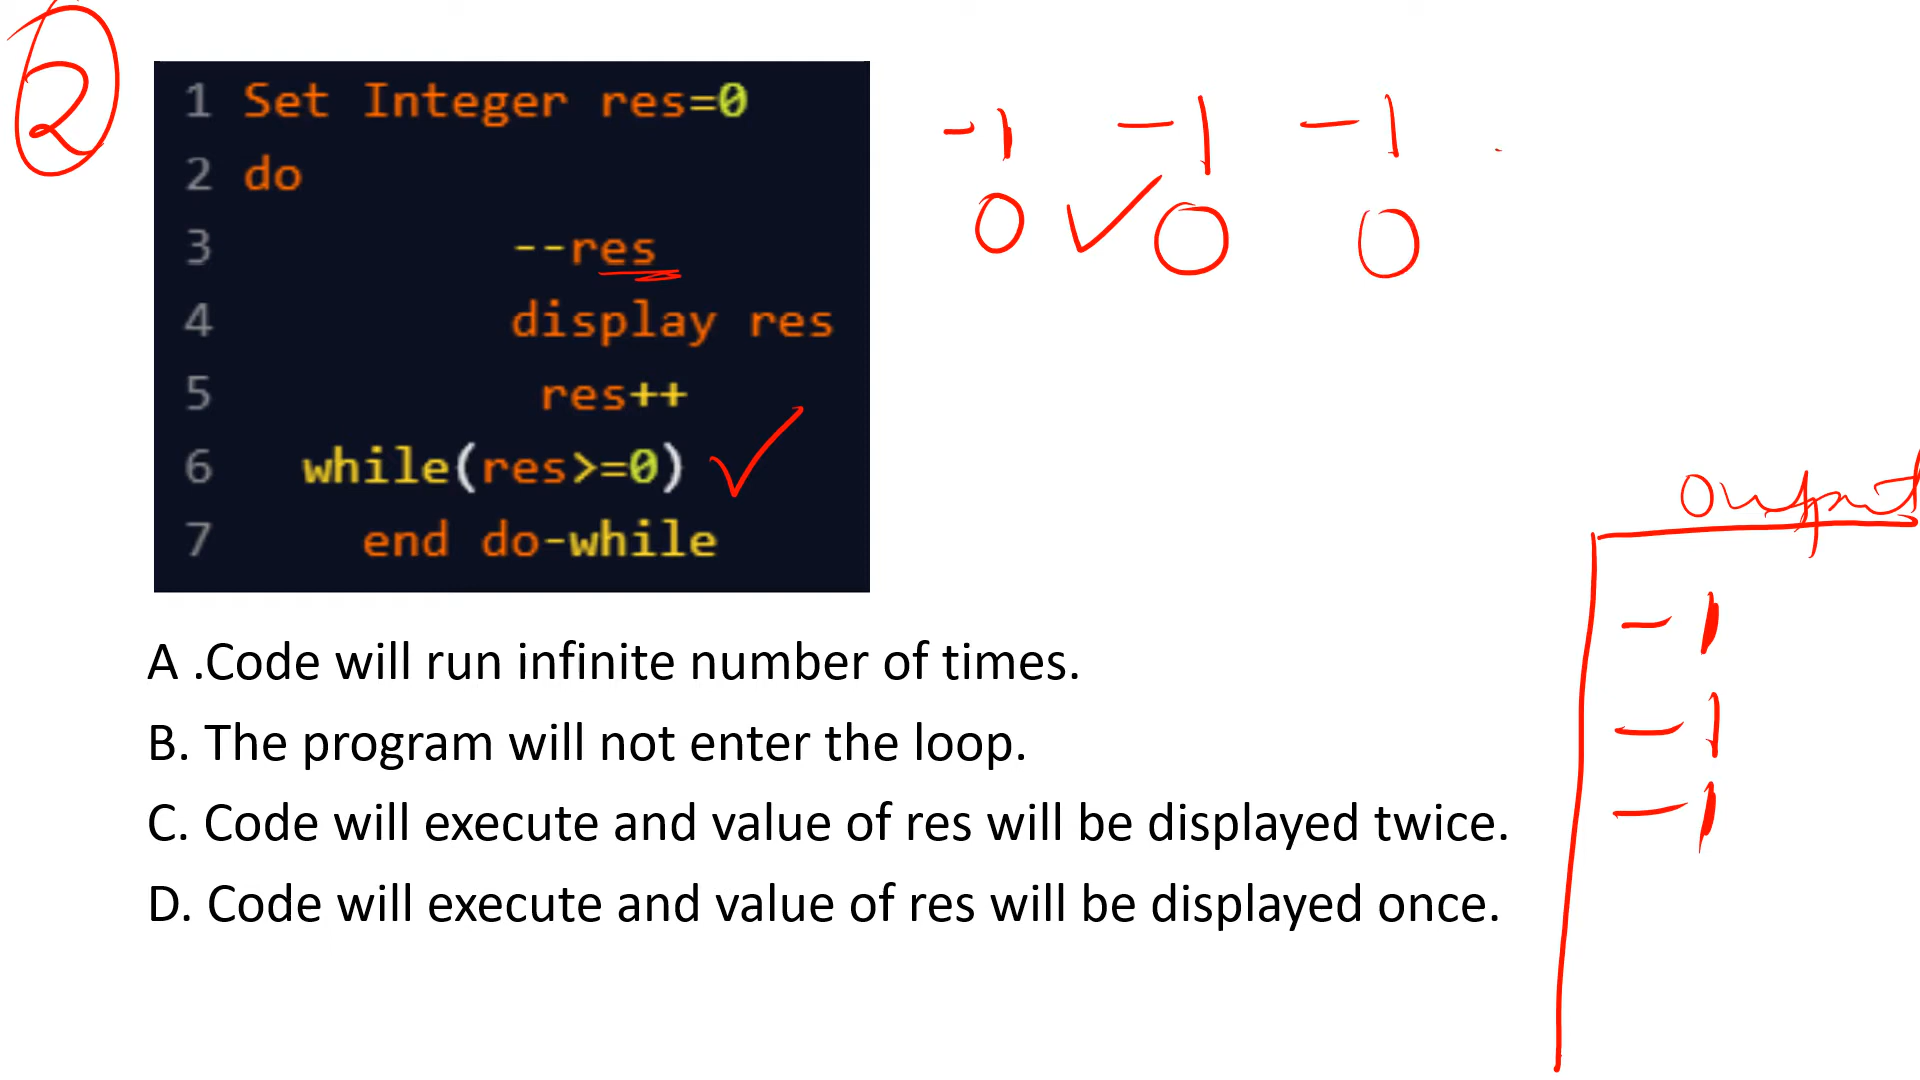 2
1 Set Integer res=0
2 do
3 --res
4 display res
5 res++
6 while(res>=0)
7 end do-while
-1 -1 -1
0 0 0
A .Code will run infinite number of times.
B. The program will not enter the loop.
C. Code will execute and value of res will be displayed twice.
D. Code will execute and value of res will be displayed once.
output
-1
-1
-1